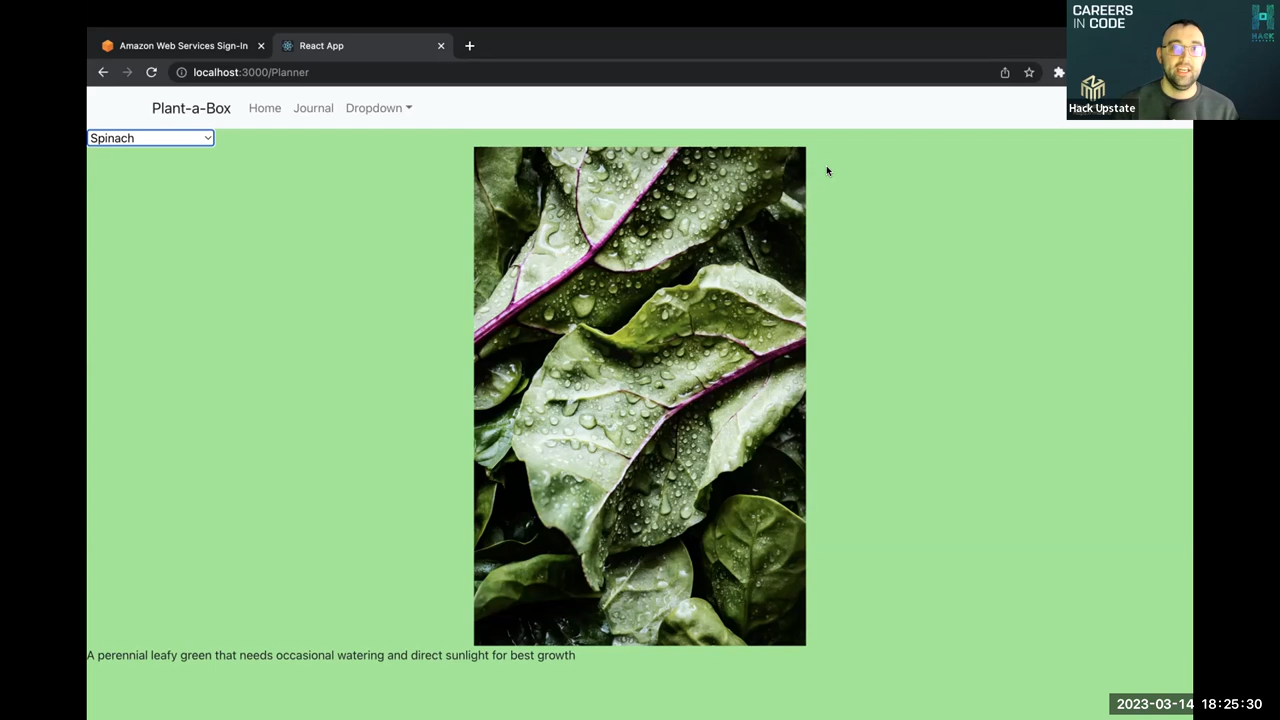 Amazon Web Services Sign-In
React App
localhost:3000/Planner
CAREERS
IN CODE
HACK
UPSTATE
Hack Upstate
Plant-a-Box
Home
Journal
Dropdown
Spinach
A perennial leafy green that needs occasional watering and direct sunlight for best growth
2023-03-14 18:25:30